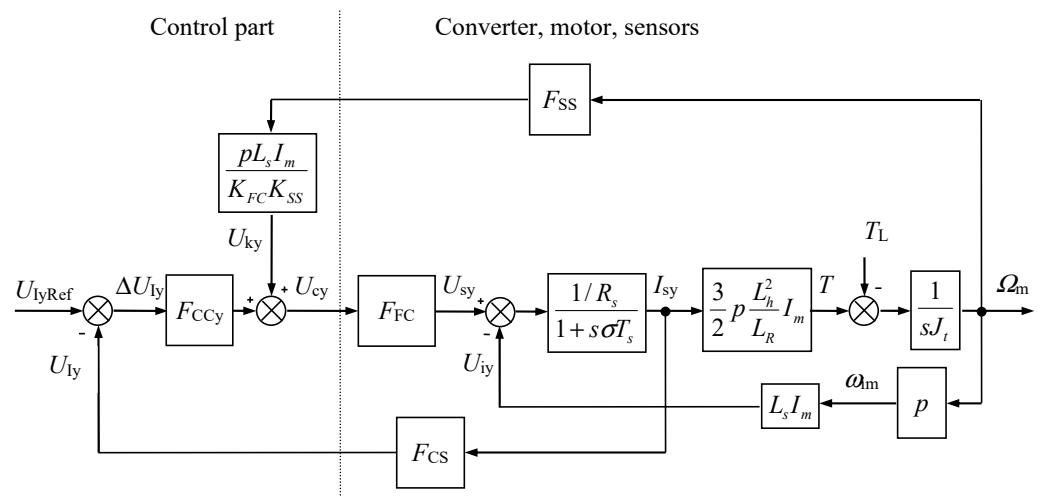 Control part
Converter, motor, sensors
F_SS
pL_sI_m
K_FC K_SS
U_ky
T_L
-
U_IyRef
ΔU_Iy
F_CCy
+
+
U_cy
F_FC
U_sy
+
1/R_s
1+sσT_s
I_sy
3/2 p L_h^2/L_R I_m
T
1
sJ_t
Ω_m
-
U_Iy
-
U_iy
L_sI_m
ω_lm
p
F_CS